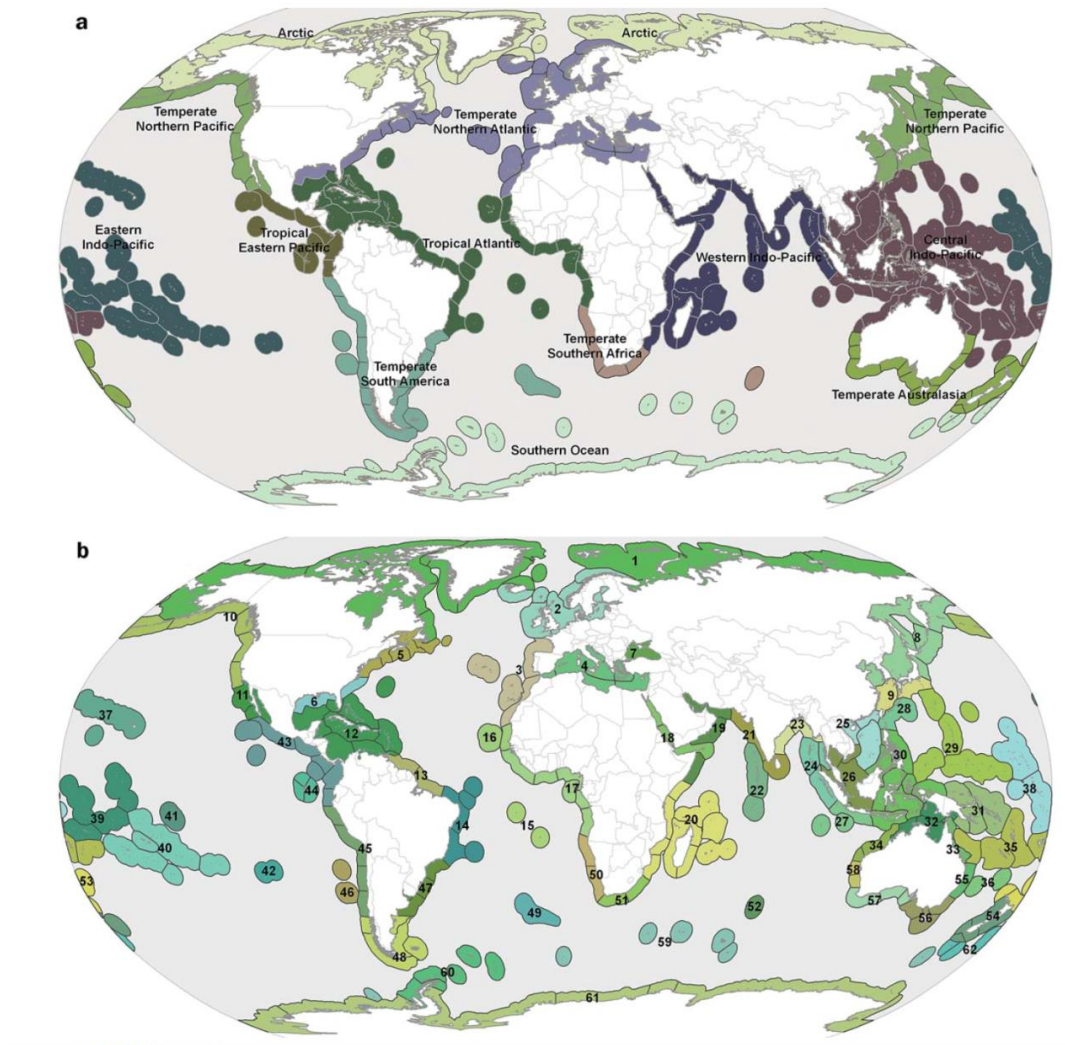 a
Arctic
Arctic
Temperate
Northern Pacific
Temperate
Northern Atlantic
Temperate
Northern Pacific
Eastern
Indo-Pacific
Tropical
Eastern Pacific
Tropical Atlantic
Western Indo-Pacific
Central
Indo-Pacific
Temperate
Southern Africa
Temperate
South America
Temperate Australasia
Southern Ocean
b
1
2
10
5
3
4
7
8
11
6
9
37
43
12
16
18
19
21
23
25
28
29
13
44
17
24
26
30
22
38
39
41
40
14
15
20
27
32
31
42
45
34
33
35
53
46
47
50
51
58
57
55
36
49
52
56
54
48
59
62
60
61